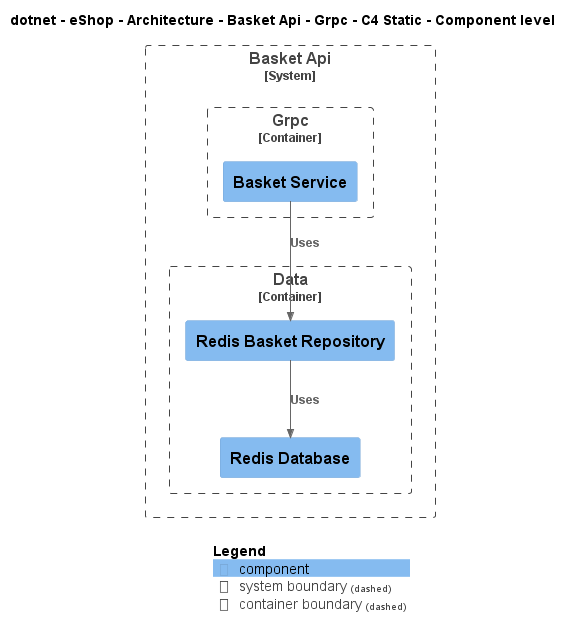 dotnet - eShop - Architecture - Basket Api - Grpc - C4 Static - Component level
Basket Api
[System]
Grpc
[Container]
Basket Service
Uses
Data
[Container]
Redis Basket Repository
Uses
Redis Database
Legend
component
system boundary (dashed)
container boundary (dashed)